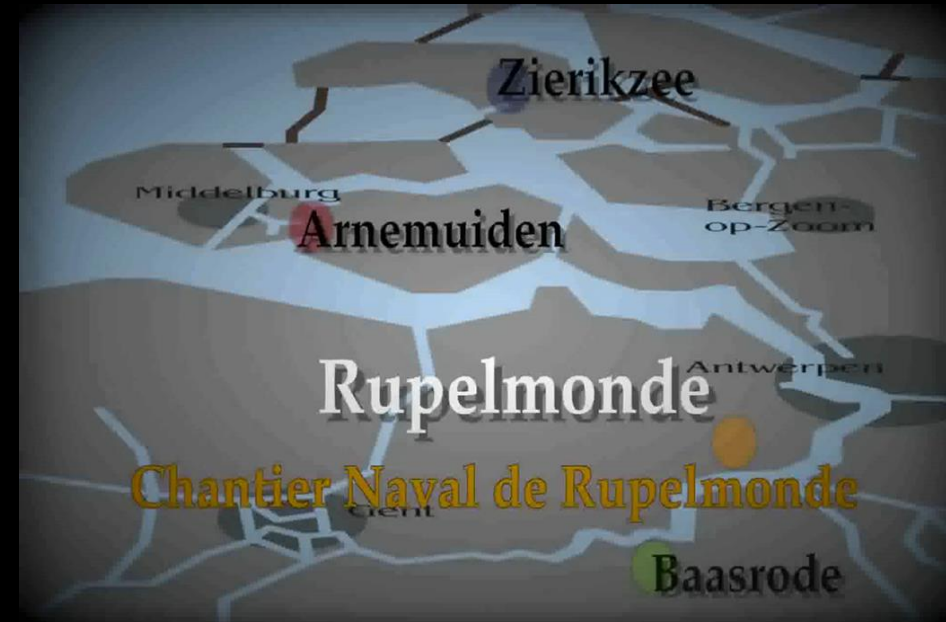 Zierikzee
Middelburg
Bergen-
op-Zoom
Arnemuiden
Antwerpen
Rupelmonde
Chantier Naval de Rupelmonde
Gent
Baasrode